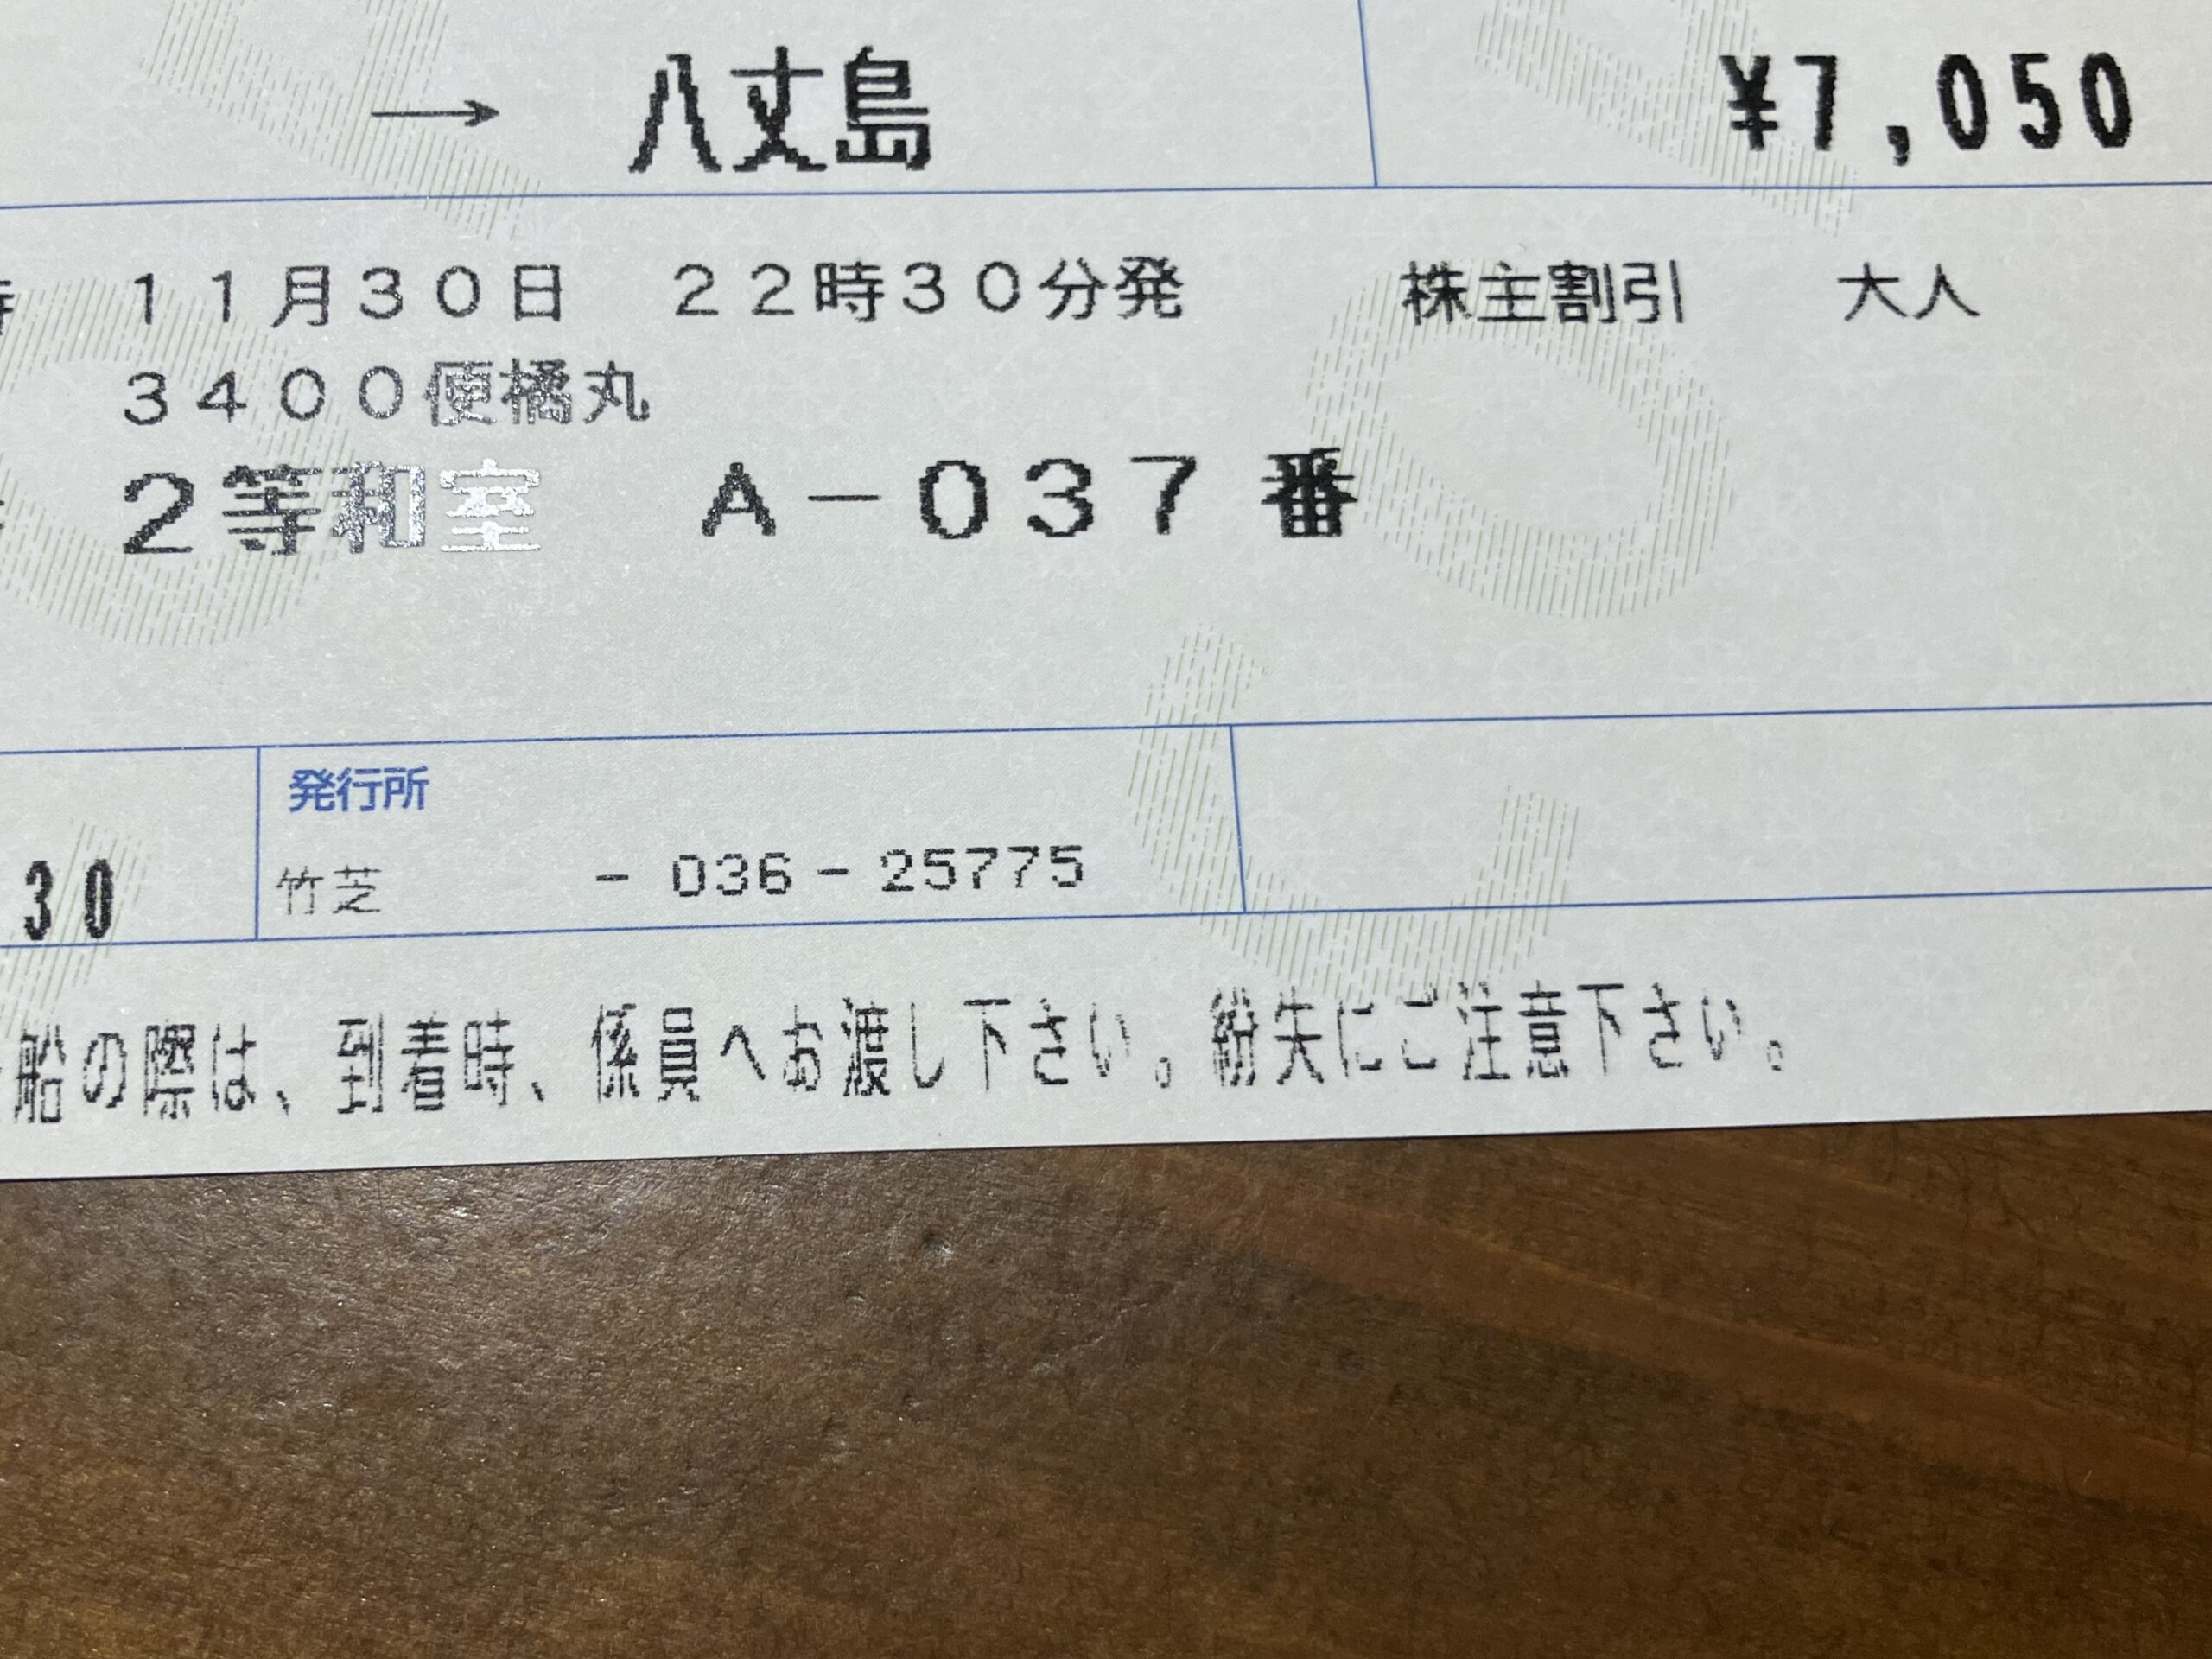 → 八丈島 ¥7,050
11月30日 22時30分発 株主割引 大人
3400便橘丸
2等和室 A-037番
発行所
30 竹芝 - 036 - 25775
船の際は、到着時、係員へお渡し下さい。紛失にご注意下さい。